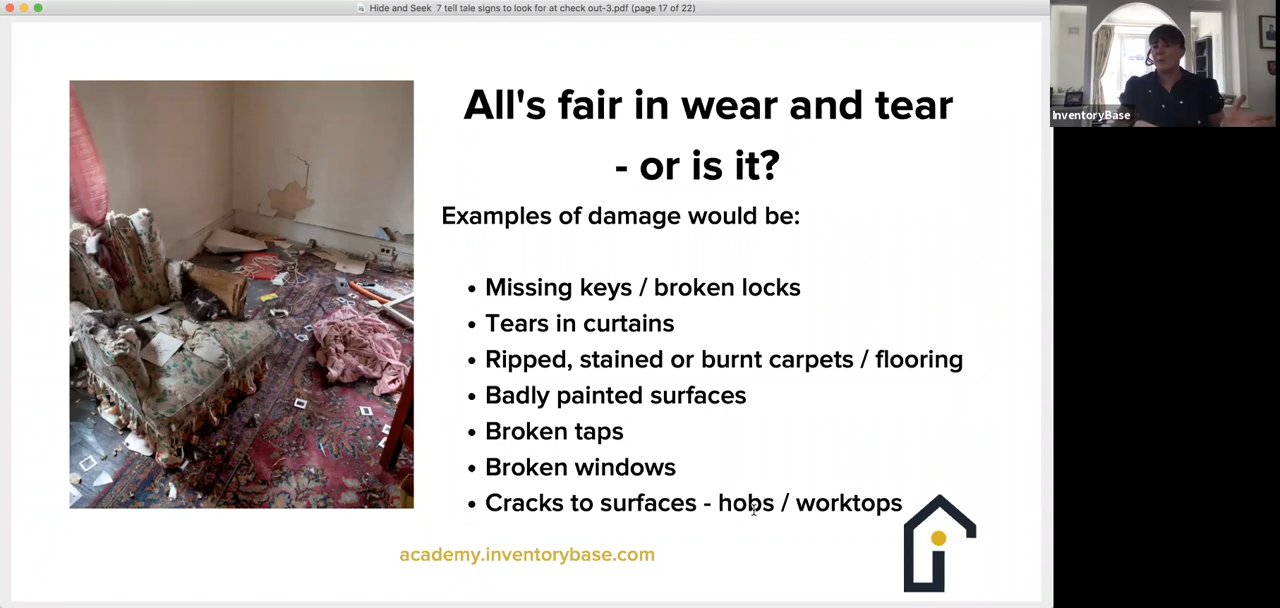 Hide and Seek  7 tell tale signs to look for at check out-3.pdf (page 17 of 22)
All's fair in wear and tear
- or is it?
Examples of damage would be:
• Missing keys / broken locks
• Tears in curtains
• Ripped, stained or burnt carpets / flooring
• Badly painted surfaces
• Broken taps
• Broken windows
• Cracks to surfaces - hobs / worktops
academy.inventorybase.com
InventoryBase